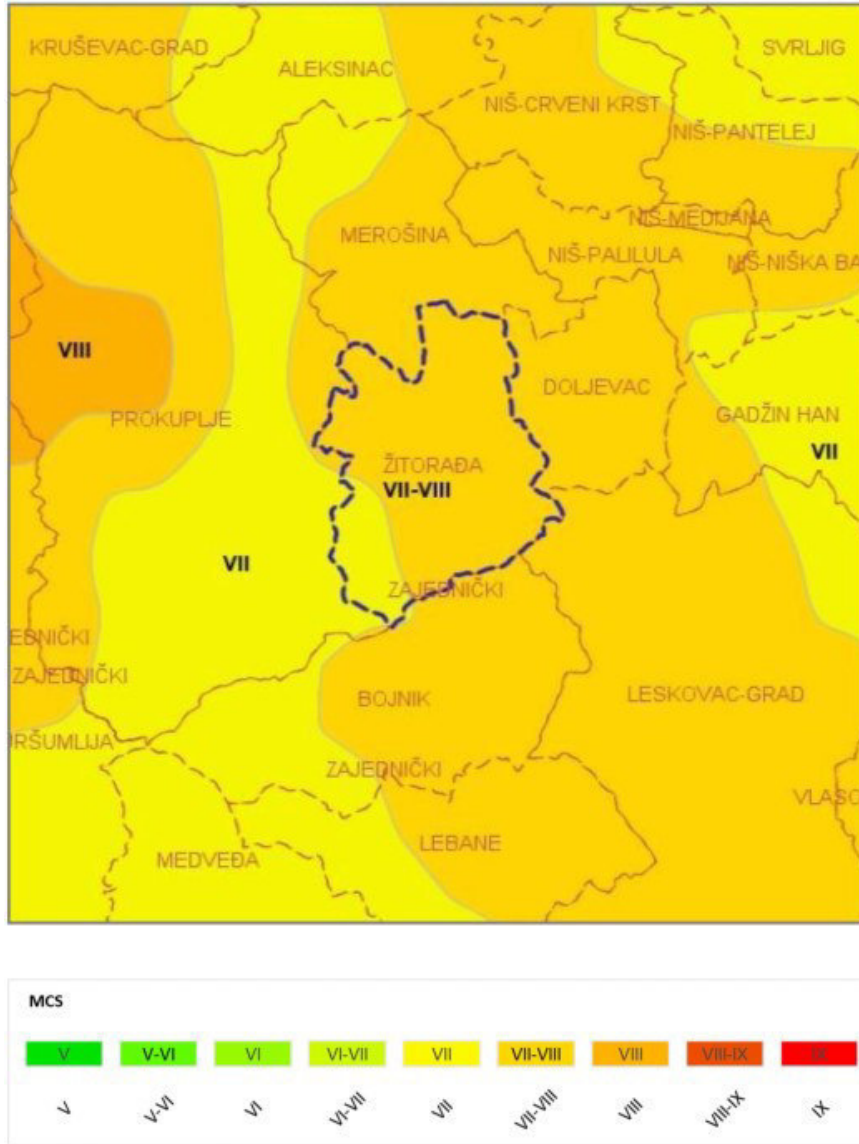 KRUŠEVAC-GRAD
SVRLJIG
ALEKSINAC
NIŠ-CRVENI KRST
NIŠ-PANTELEJ
NIŠ-MEDIJANA
MEROŠINA
NIŠ-PALILULA
NIŠ-NIŠKA BA
VIII
DOLJEVAC
PROKUPLJE
GADŽIN HAN
VII
ŽITORAĐA
VII-VIII
VII
ZAJEDNIČKI
EDNIČKI
ZAJEDNIČKI
BOJNIK
LESKOVAC-GRAD
URŠUMLIJA
ZAJEDNIČKI
VLASO
LEBANE
MEDVEĐA
MCS
V V-VI VI VI-VII VII VII-VIII VIII VIII-IX IX
V V-VI VI VI-VII VII VII-VIII VIII VIII-IX IX